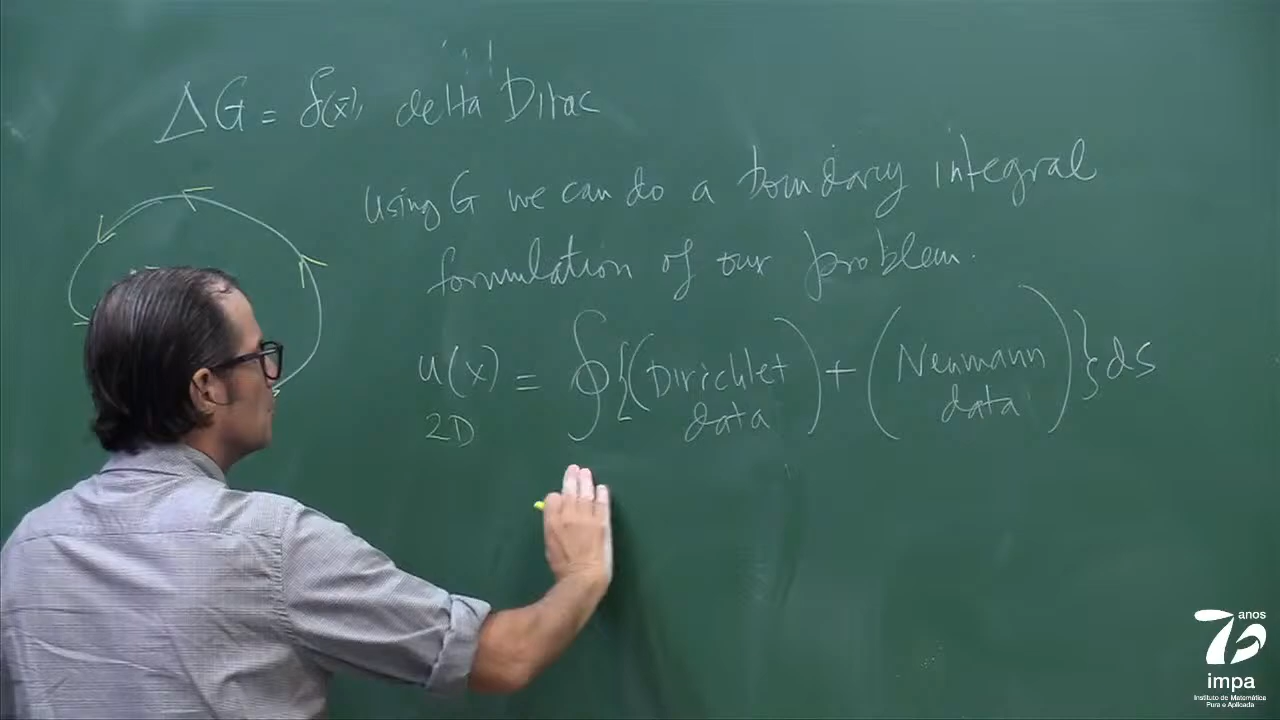 ΔG = δ(x), delta Dirac
Using G we can do a boundary integral
formulation of our problem.
u(x) = ∮{(Dirichlet data) + (Neumann data)} ds
2D
70 anos
impa
Instituto de Matemática
Pura e Aplicada